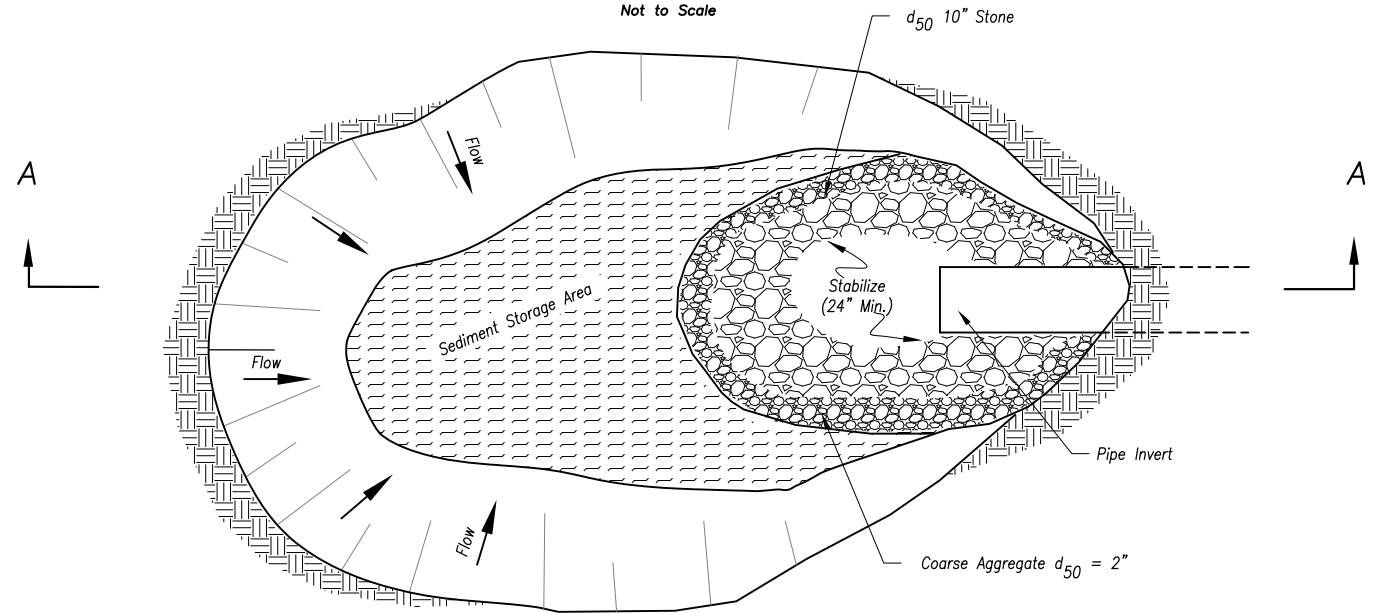 Not to Scale
d50 10" Stone
Flow
A
A
Stabilize
(24" Min.)
Sediment Storage Area
Flow
Pipe Invert
Flow
Coarse Aggregate d50 = 2"